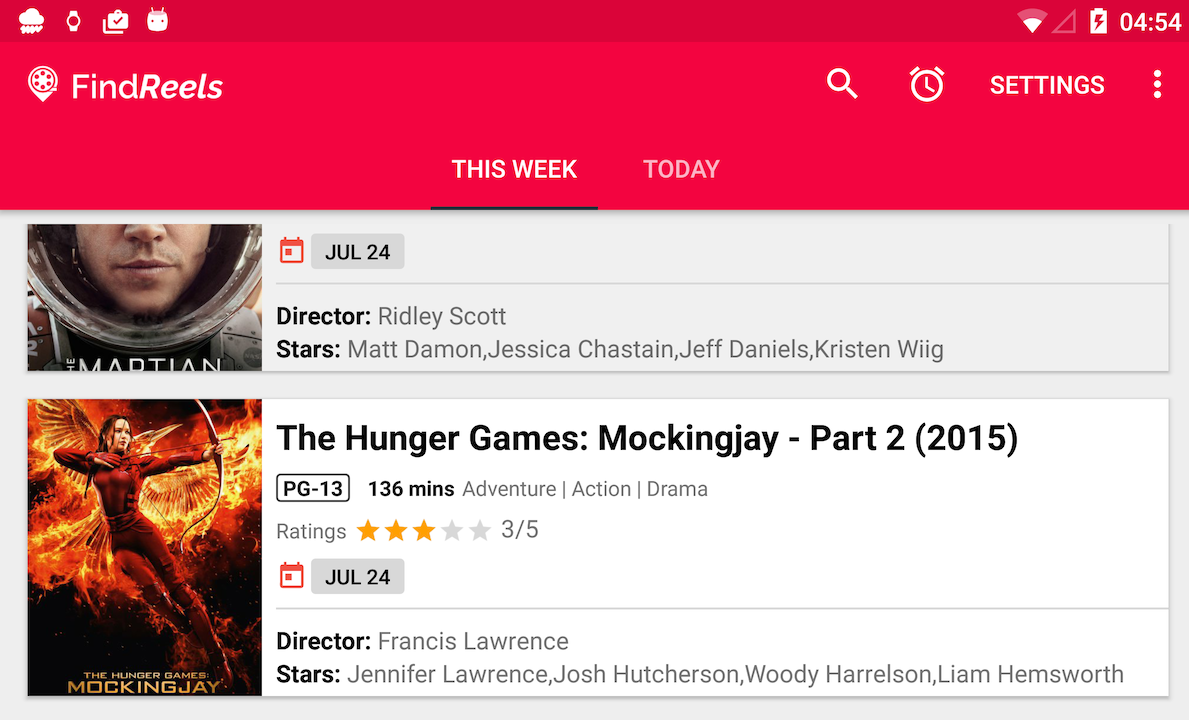 04:54
FindReels
SETTINGS
THIS WEEK
TODAY
JUL 24
Director: Ridley Scott
Stars: Matt Damon,Jessica Chastain,Jeff Daniels,Kristen Wiig
THE MARTIAN
The Hunger Games: Mockingjay - Part 2 (2015)
PG-13 136 mins Adventure | Action | Drama
Ratings 3/5
JUL 24
Director: Francis Lawrence
Stars: Jennifer Lawrence,Josh Hutcherson,Woody Harrelson,Liam Hemsworth
THE HUNGER GAMES:
MOCKINGJAY